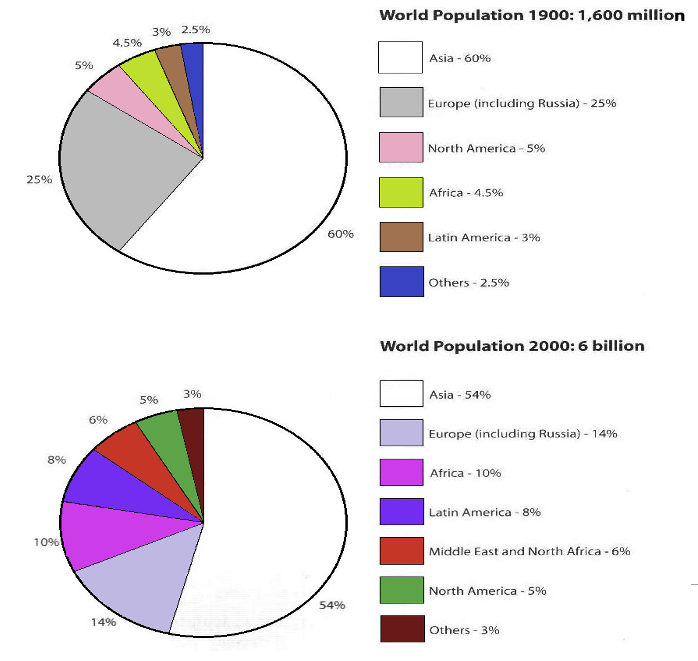 World Population 1900: 1,600 million
4.5%
3%
2.5%
5%
25%
60%
Asia - 60%
Europe (including Russia) - 25%
North America - 5%
Africa - 4.5%
Latin America - 3%
Others - 2.5%
World Population 2000: 6 billion
3%
5%
6%
8%
10%
14%
54%
Asia - 54%
Europe (including Russia) - 14%
Africa - 10%
Latin America - 8%
Middle East and North Africa - 6%
North America - 5%
Others - 3%